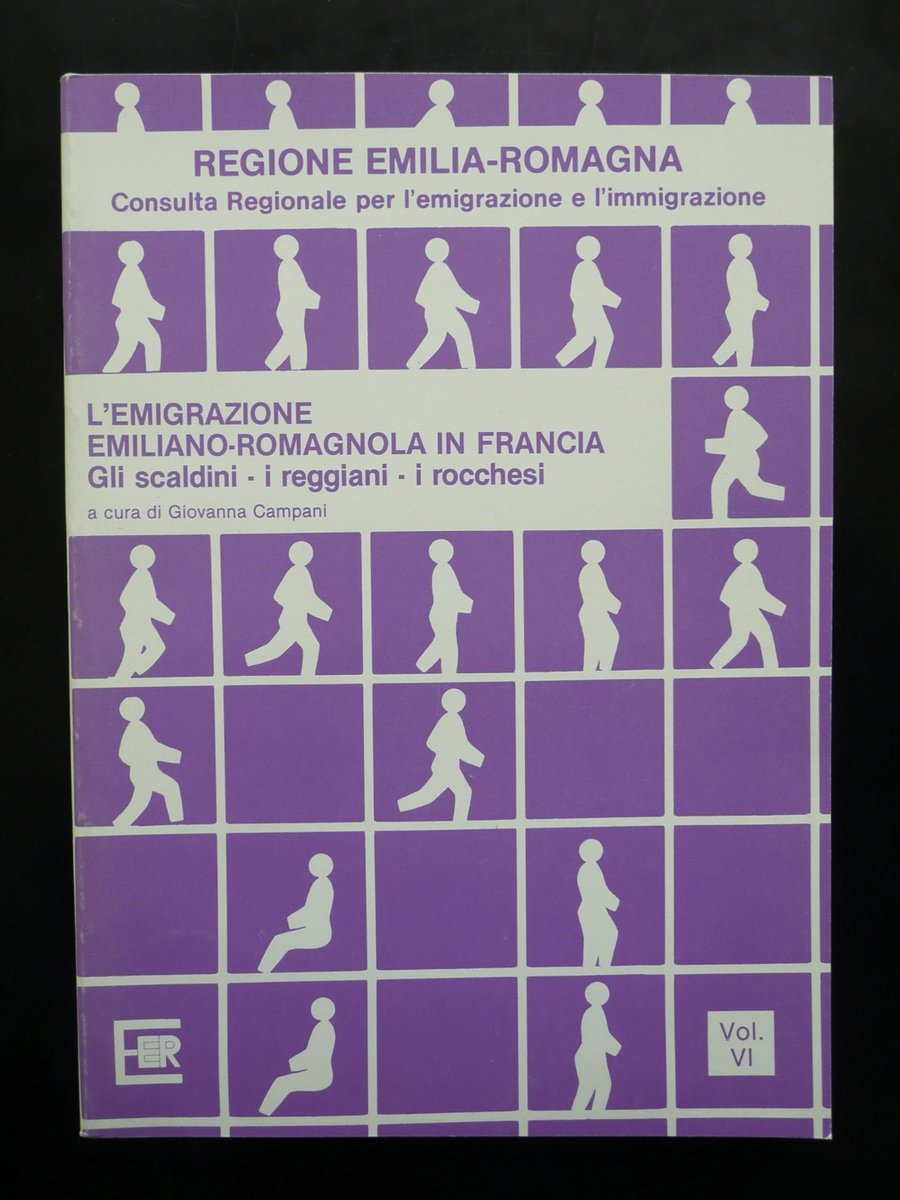 REGIONE EMILIA-ROMAGNA
Consulta Regionale per l'emigrazione e l'immigrazione
L'EMIGRAZIONE
EMILIANO-ROMAGNOLA IN FRANCIA
Gli scaldini - i reggiani - i rocchesi
a cura di Giovanna Campani
EER
Vol.
VI